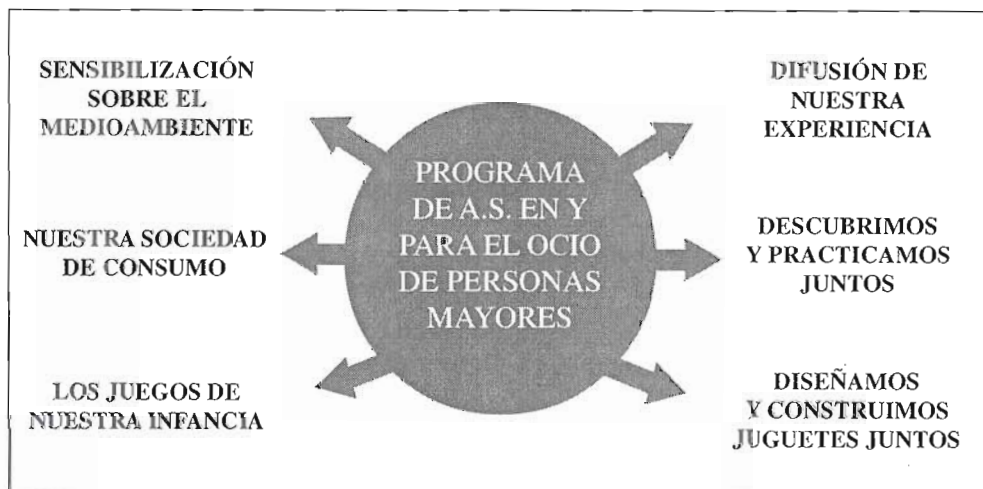 SENSIBILIZACIÓN
SOBRE EL
MEDIOAMBIENTE
NUESTRA SOCIEDAD
DE CONSUMO
LOS JUEGOS DE
NUESTRA INFANCIA
PROGRAMA
DE A.S. EN Y
PARA EL OCIO
DE PERSONAS
MAYORES
DIFUSIÓN DE
NUESTRA
EXPERIENCIA
DESCUBRIMOS
Y PRACTICAMOS
JUNTOS
DISEÑAMOS
Y CONSTRUIMOS
JUGUETES JUNTOS